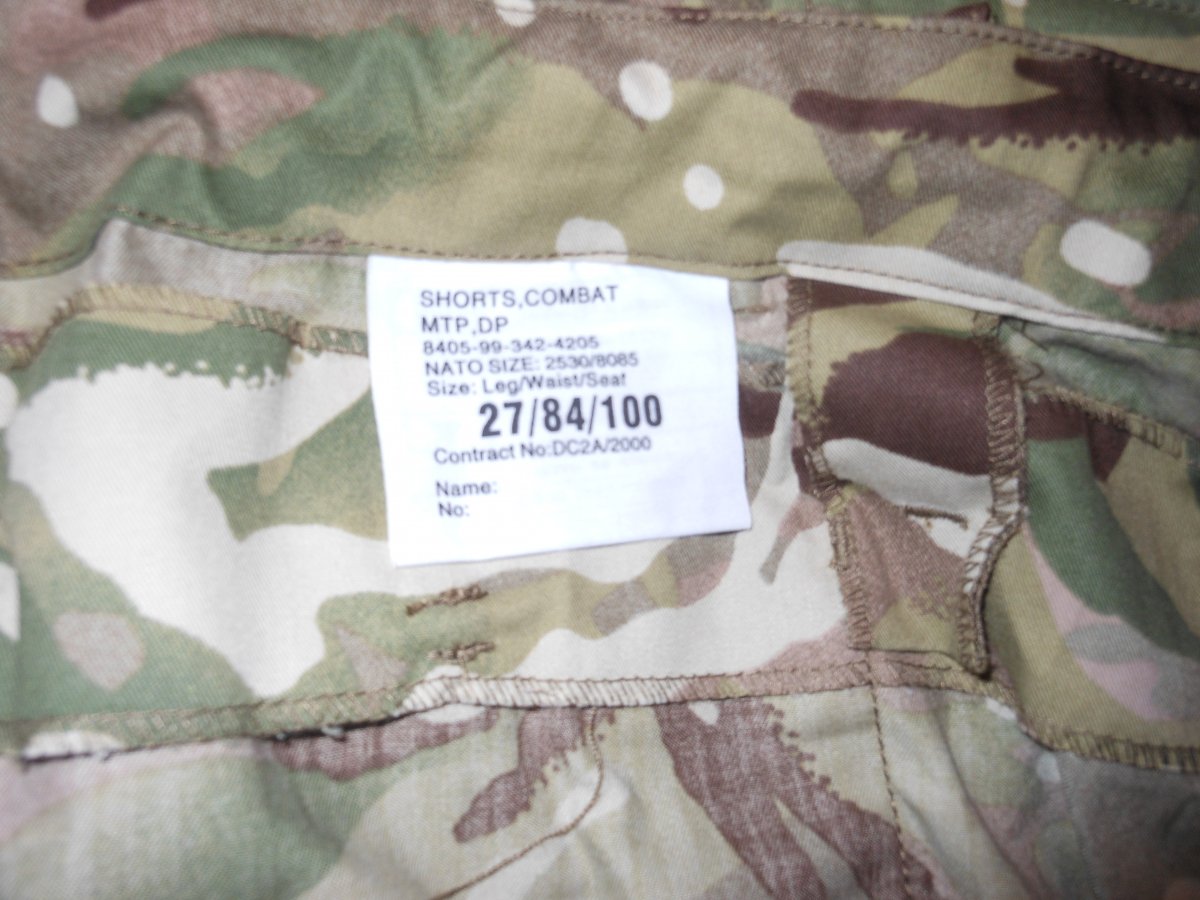 SHORTS,COMBAT
MTP,DP
8405-99-342-4205
NATO SIZE: 2530/8085
Size: Leg/Waist/Seat
27/84/100
Contract No:DC2A/2000
Name:
No: